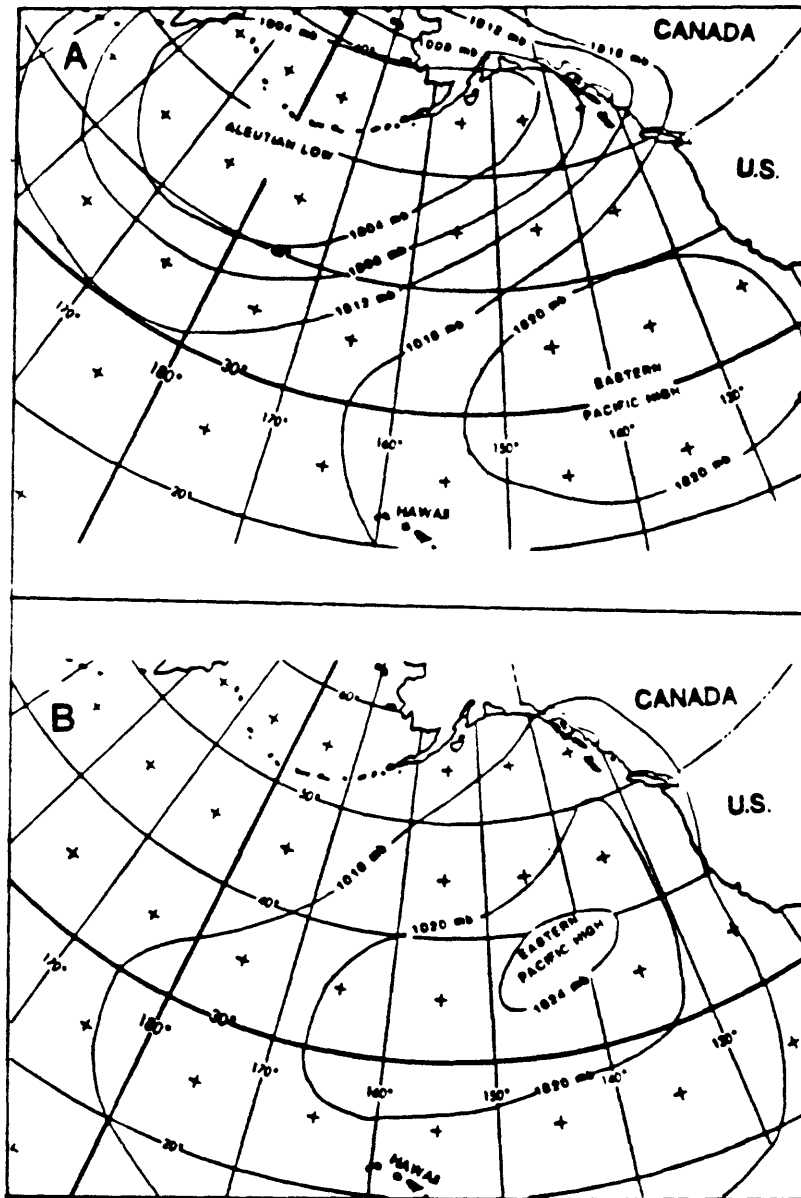 A
1004 mb
1008 mb
1012 mb
1016 mb
CANADA
ALEUTIAN LOW
U.S.
1004 mb
1008 mb
1012 mb
1016 mb
1020 mb
EASTERN
PACIFIC HIGH
170°
180°
30°
170°
160°
150°
140°
130°
1020 mb
20°
HAWAII
B
60°
CANADA
50°
U.S.
1016 mb
40°
1020 mb
EASTERN
PACIFIC HIGH
1024 mb
170°
180°
30°
170°
160°
150°
1020 mb
140°
130°
20°
HAWAII